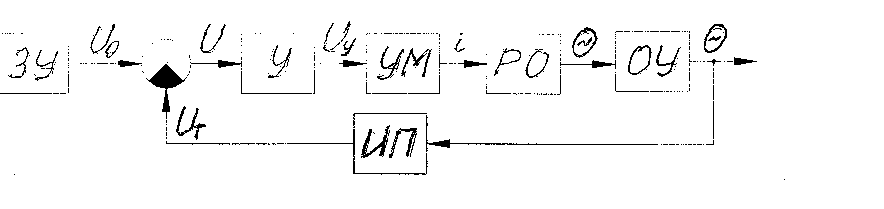 ЗУ U₀ U У Uу УМ i РО Θ ОУ Θ
Uт ИП